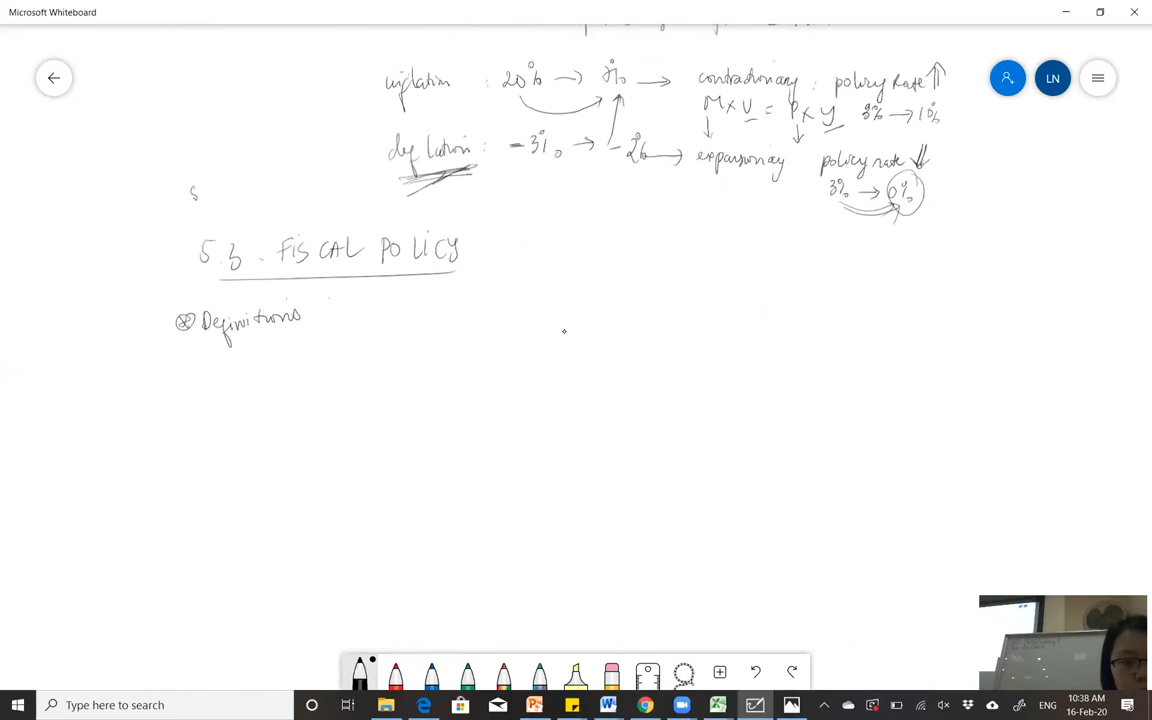 Microsoft Whiteboard
LN
inflation : 20% → → contractionary : policy Rate ⇑
M x V = P x Y 3% → 10%
deflation : - 3% → - 2% → expansionary policy rate ⇓
3% → 0%
S
5.3. FISCAL POLICY
Definitions
Type here to search
ENG
10:38 AM
16-Feb-20